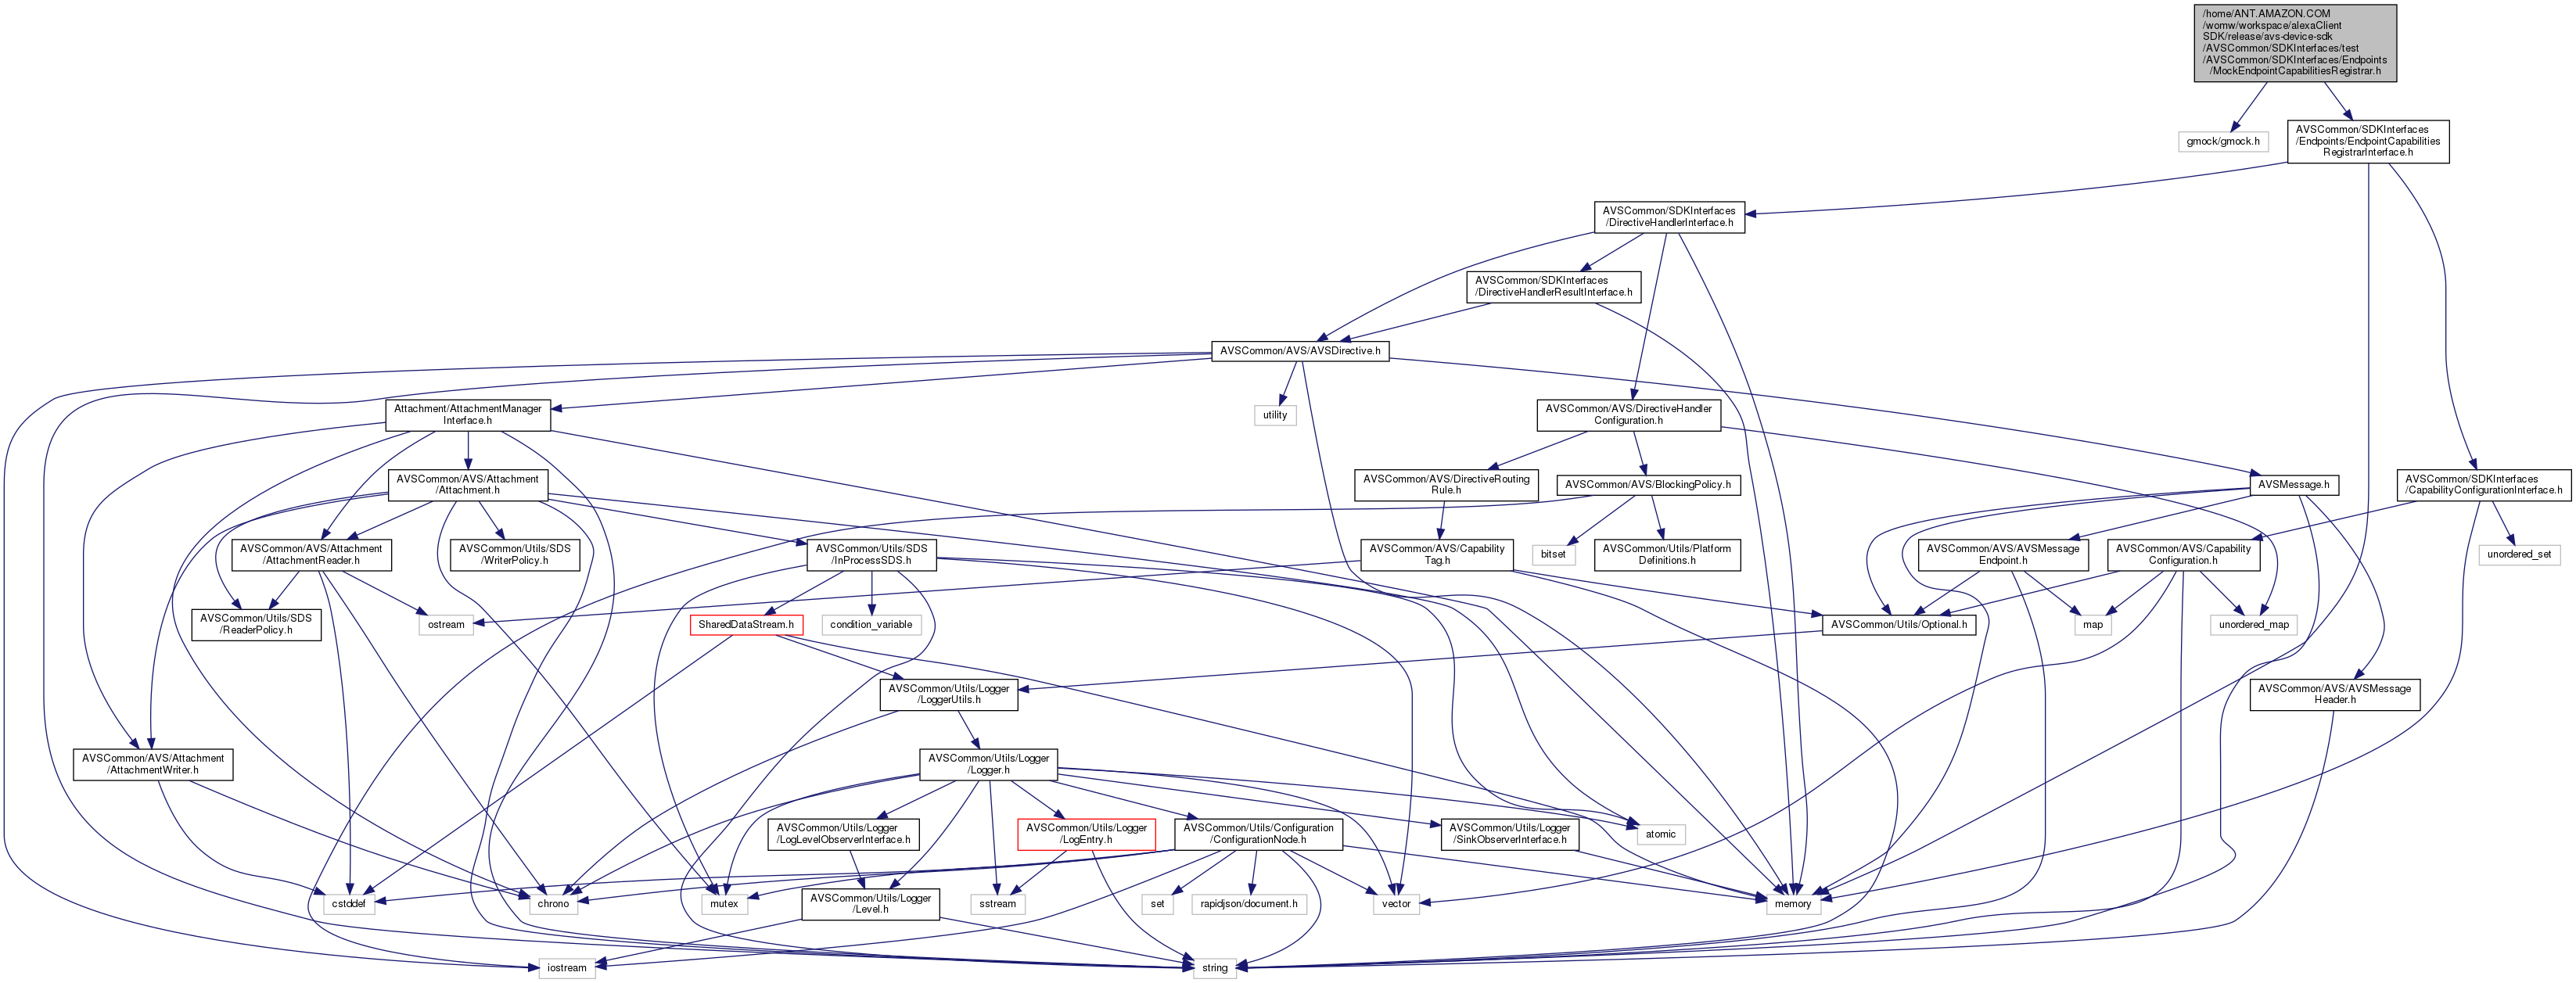 /home/ANT.AMAZON.COM
/womw/workspace/alexaClient
SDK/release/avs-device-sdk
/AVSCommon/SDKInterfaces/test
/AVSCommon/SDKInterfaces/Endpoints
/MockEndpointCapabilitiesRegistrar.h
gmock/gmock.h
AVSCommon/SDKInterfaces
/Endpoints/EndpointCapabilities
RegistrarInterface.h
AVSCommon/SDKInterfaces
/DirectiveHandlerInterface.h
AVSCommon/SDKInterfaces
/DirectiveHandlerResultInterface.h
AVSCommon/AVS/AVSDirective.h
Attachment/AttachmentManager
Interface.h
utility
AVSCommon/AVS/DirectiveHandler
Configuration.h
AVSCommon/AVS/Attachment
/Attachment.h
AVSCommon/AVS/DirectiveRouting
Rule.h
AVSCommon/AVS/BlockingPolicy.h
AVSMessage.h
AVSCommon/SDKInterfaces
/CapabilityConfigurationInterface.h
AVSCommon/AVS/Attachment
/AttachmentReader.h
AVSCommon/Utils/SDS
/WriterPolicy.h
AVSCommon/Utils/SDS
/InProcessSDS.h
AVSCommon/AVS/Capability
Tag.h
bitset
AVSCommon/Utils/Platform
Definitions.h
AVSCommon/AVS/AVSMessage
Endpoint.h
AVSCommon/AVS/Capability
Configuration.h
unordered_set
AVSCommon/Utils/SDS
/ReaderPolicy.h
ostream
SharedDataStream.h
condition_variable
AVSCommon/Utils/Optional.h
map
unordered_map
AVSCommon/Utils/Logger
/LoggerUtils.h
AVSCommon/AVS/AVSMessage
Header.h
AVSCommon/AVS/Attachment
/AttachmentWriter.h
AVSCommon/Utils/Logger
/Logger.h
AVSCommon/Utils/Logger
/LogLevelObserverInterface.h
AVSCommon/Utils/Logger
/LogEntry.h
AVSCommon/Utils/Configuration
/ConfigurationNode.h
AVSCommon/Utils/Logger
/SinkObserverInterface.h
atomic
cstddef
chrono
mutex
AVSCommon/Utils/Logger
/Level.h
sstream
set
rapidjson/document.h
vector
memory
iostream
string